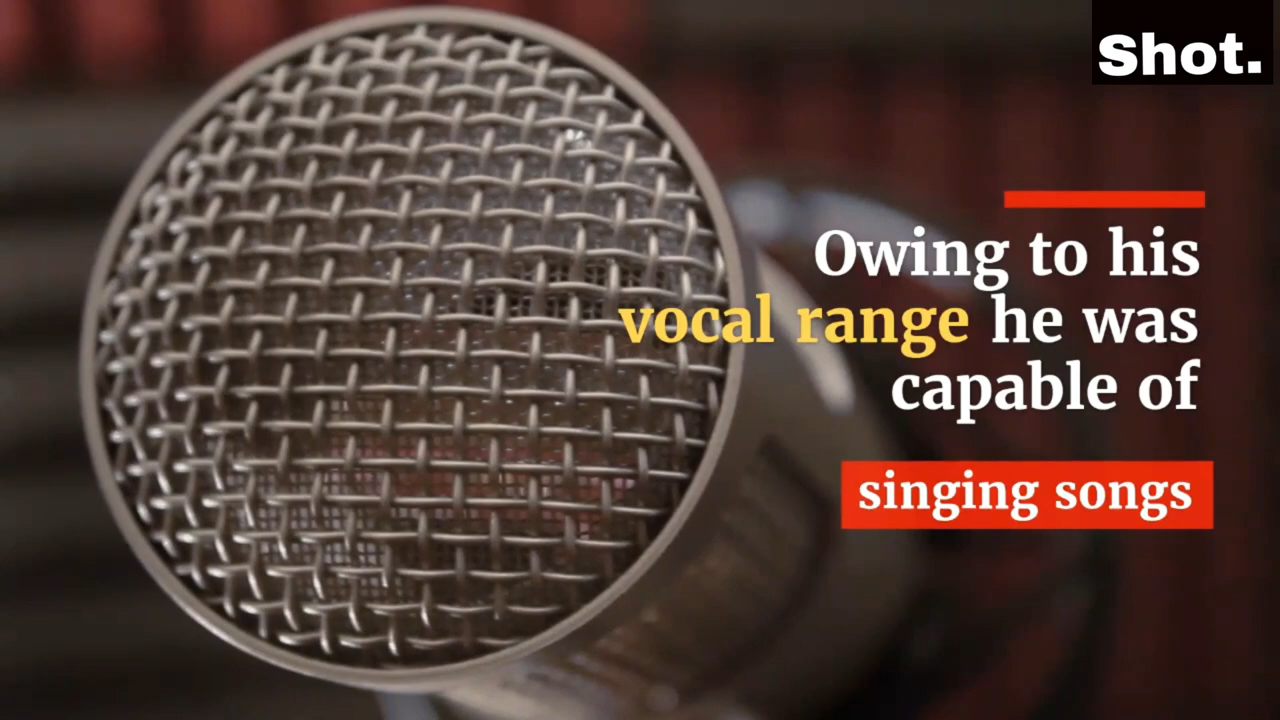 Shot.
Owing to his
vocal range he was
capable of
singing songs